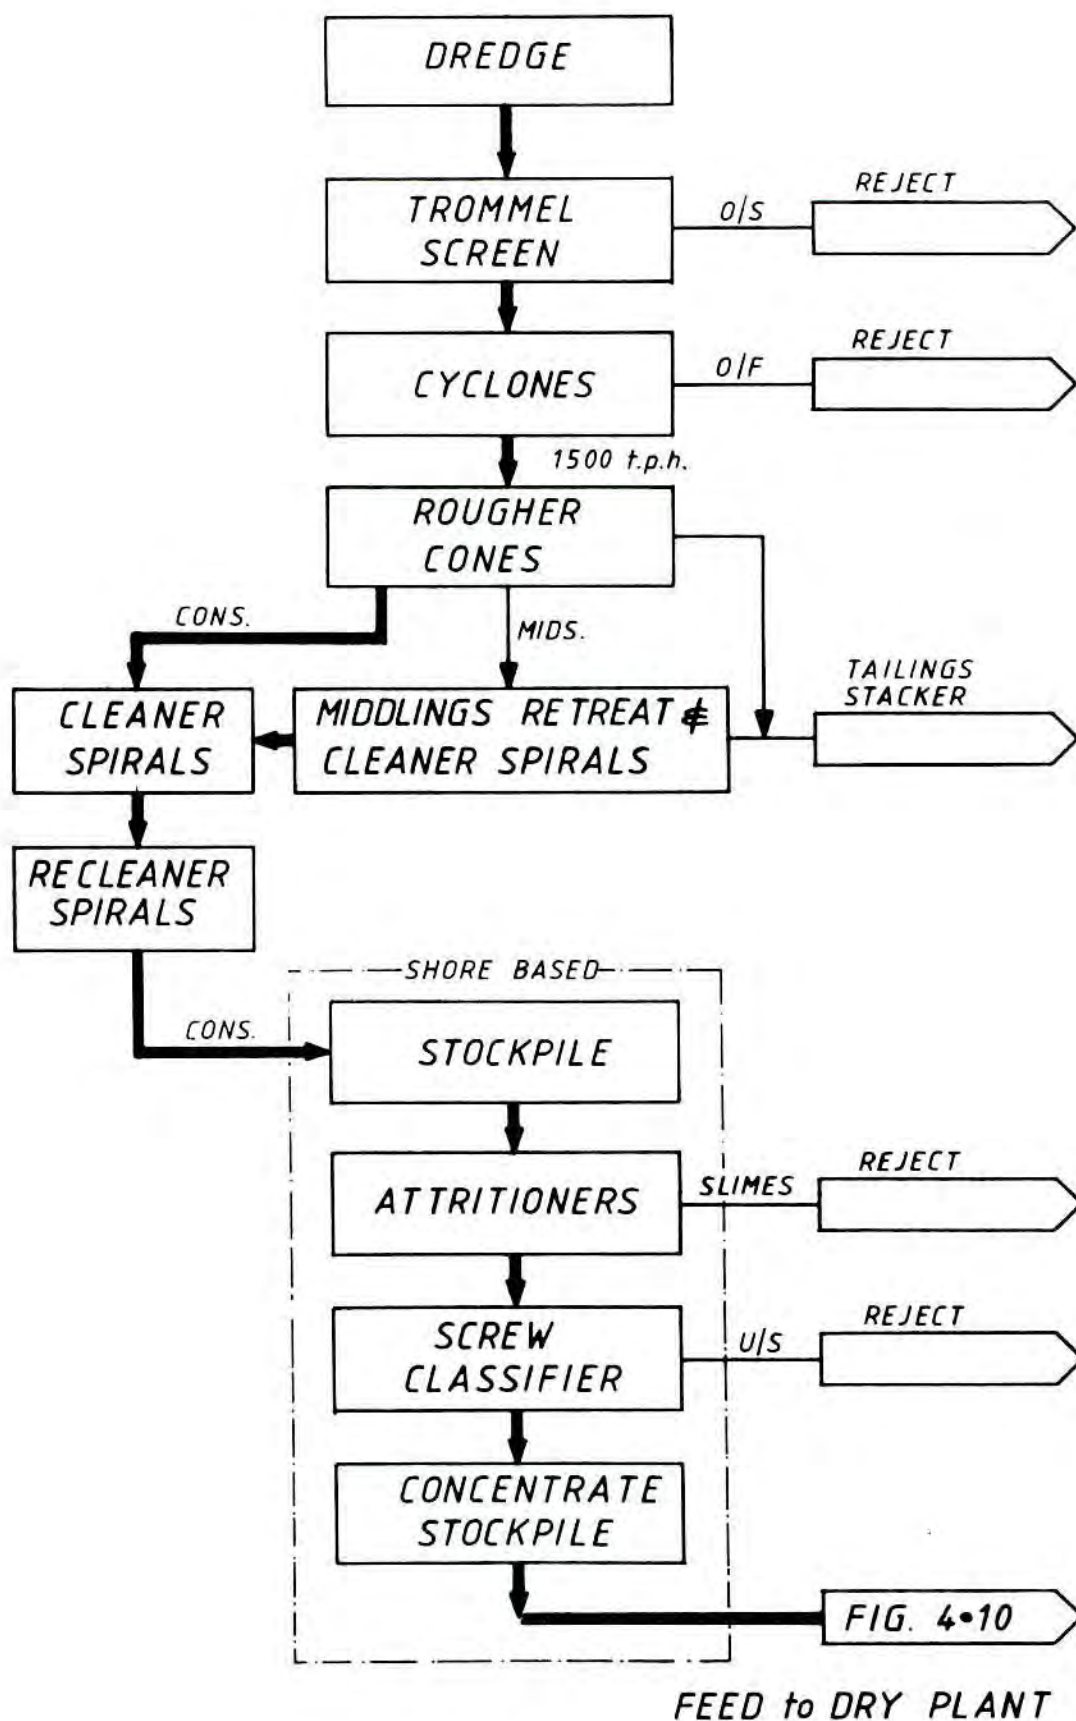 DREDGE
TROMMEL
SCREEN
O/S
REJECT
CYCLONES
O/F
REJECT
1500 t.p.h.
ROUGHER
CONES
CONS.
MIDS.
CLEANER
SPIRALS
MIDDLINGS RETREAT &
CLEANER SPIRALS
TAILINGS
STACKER
RECLEANER
SPIRALS
SHORE BASED
CONS.
STOCKPILE
ATTRITIONERS
SLIMES
REJECT
SCREW
CLASSIFIER
U/S
REJECT
CONCENTRATE
STOCKPILE
FIG. 4•10
FEED to DRY PLANT